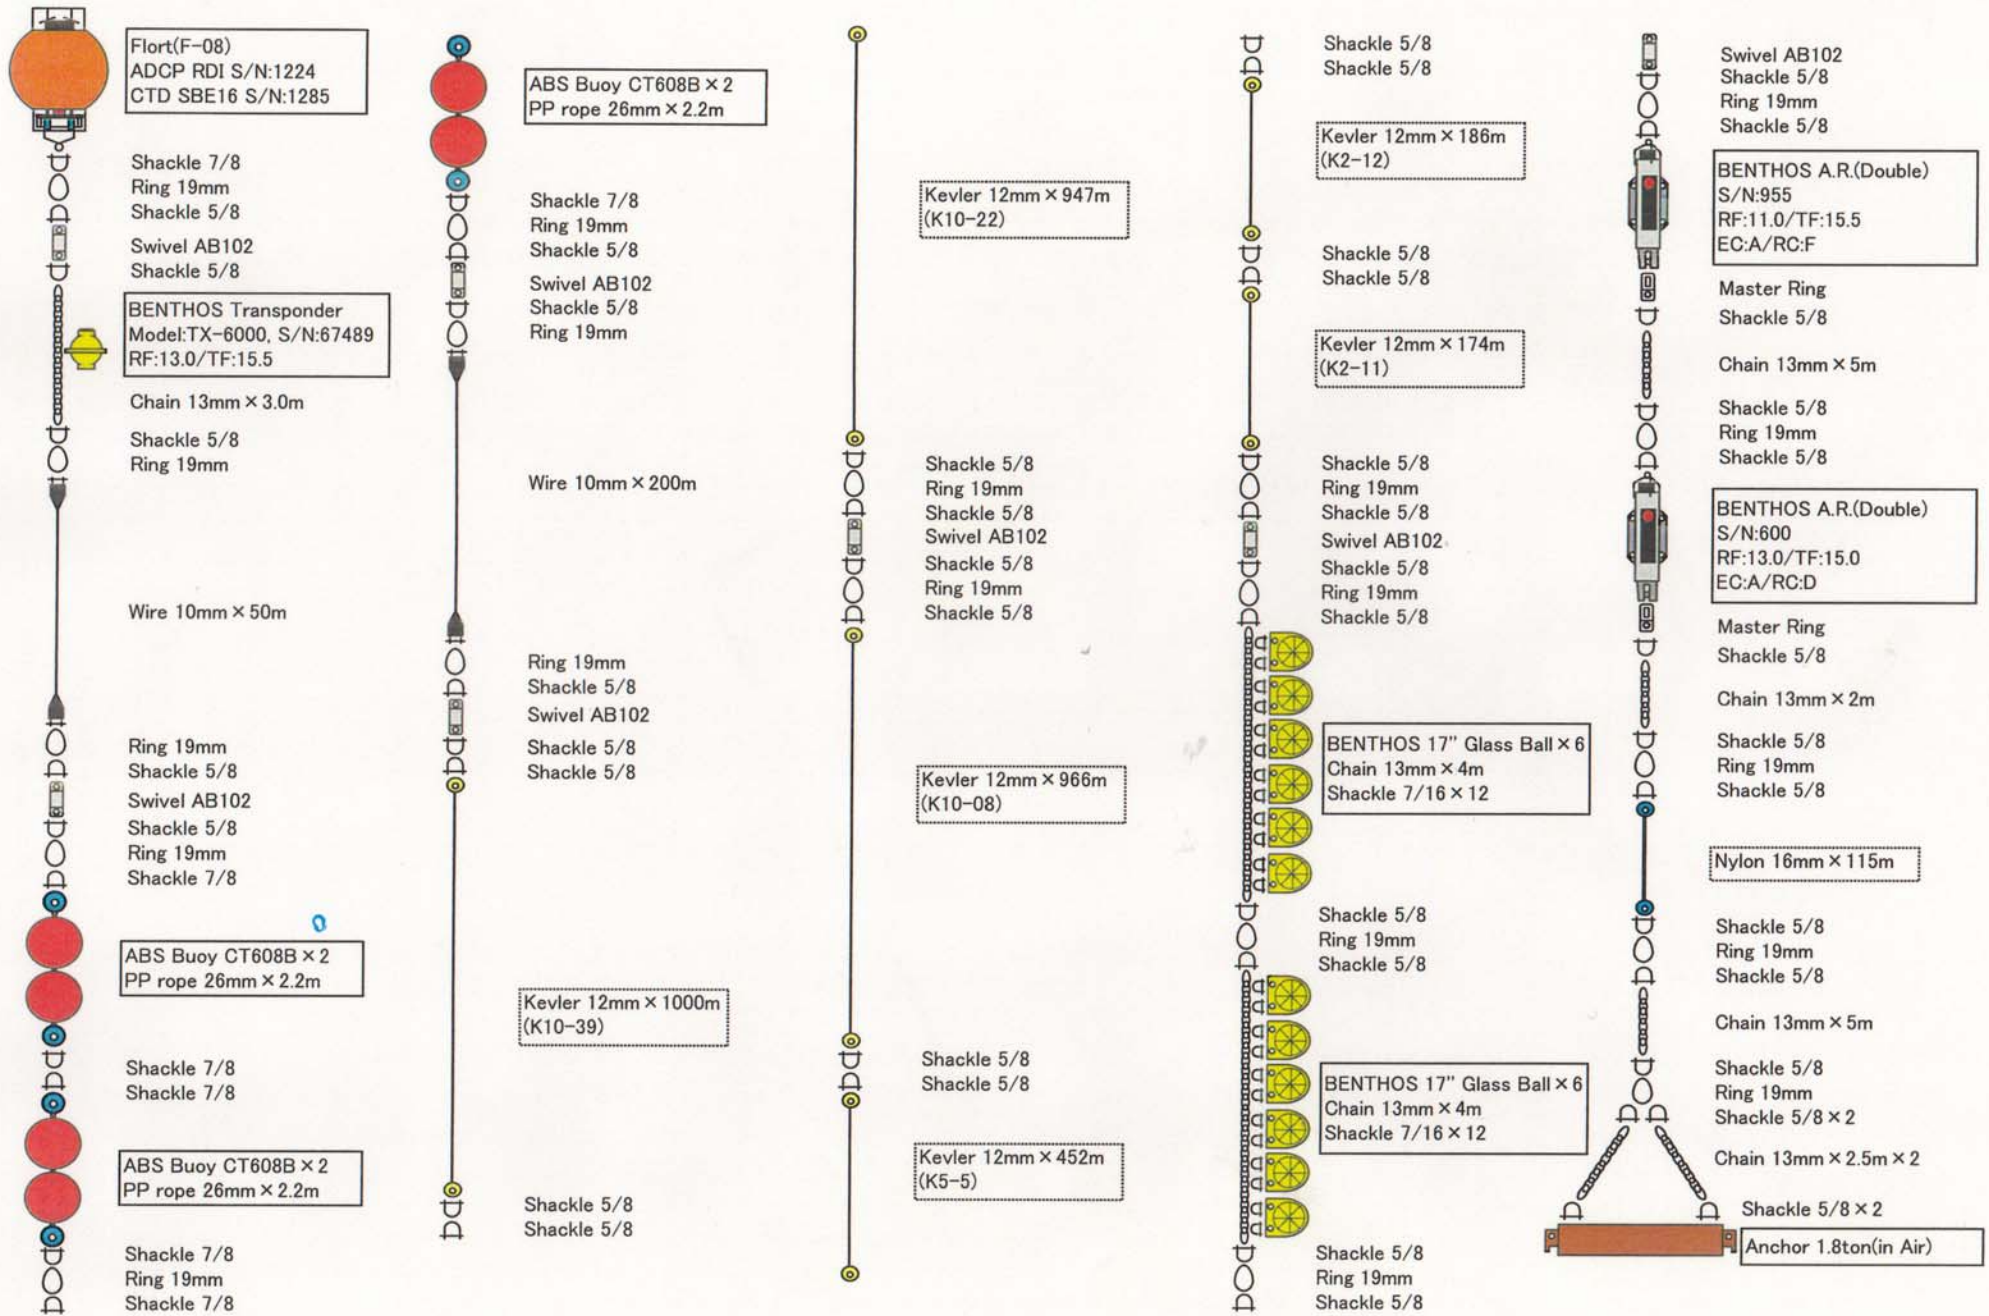 Flort(F-08)
ADCP RDI S/N:1224
CTD SBE16 S/N:1285
Shackle 7/8
Ring 19mm
Shackle 5/8
Swivel AB102
Shackle 5/8
BENTHOS Transponder
Model:TX-6000, S/N:67489
RF:13.0/TF:15.5
Chain 13mm×3.0m
Shackle 5/8
Ring 19mm
Wire 10mm×50m
Ring 19mm
Shackle 5/8
Swivel AB102
Shackle 5/8
Ring 19mm
Shackle 7/8
ABS Buoy CT608B×2
PP rope 26mm×2.2m
Shackle 7/8
Shackle 7/8
ABS Buoy CT608B×2
PP rope 26mm×2.2m
Shackle 7/8
Ring 19mm
Shackle 7/8
ABS Buoy CT608B×2
PP rope 26mm×2.2m
Shackle 7/8
Ring 19mm
Shackle 5/8
Swivel AB102
Shackle 5/8
Ring 19mm
Wire 10mm×200m
Ring 19mm
Shackle 5/8
Swivel AB102
Shackle 5/8
Shackle 5/8
Kevler 12mm×1000m
(K10-39)
Shackle 5/8
Shackle 5/8
Kevler 12mm×947m
(K10-22)
Shackle 5/8
Ring 19mm
Shackle 5/8
Swivel AB102
Shackle 5/8
Ring 19mm
Shackle 5/8
Kevler 12mm×966m
(K10-08)
Shackle 5/8
Shackle 5/8
Kevler 12mm×452m
(K5-5)
Shackle 5/8
Shackle 5/8
Kevler 12mm×186m
(K2-12)
Shackle 5/8
Shackle 5/8
Kevler 12mm×174m
(K2-11)
Shackle 5/8
Ring 19mm
Shackle 5/8
Swivel AB102
Shackle 5/8
Ring 19mm
Shackle 5/8
BENTHOS 17" Glass Ball×6
Chain 13mm×4m
Shackle 7/16×12
Shackle 5/8
Ring 19mm
Shackle 5/8
BENTHOS 17" Glass Ball×6
Chain 13mm×4m
Shackle 7/16×12
Shackle 5/8
Ring 19mm
Shackle 5/8
Swivel AB102
Shackle 5/8
Ring 19mm
Shackle 5/8
BENTHOS A.R.(Double)
S/N:955
RF:11.0/TF:15.5
EC:A/RC:F
Master Ring
Shackle 5/8
Chain 13mm×5m
Shackle 5/8
Ring 19mm
Shackle 5/8
BENTHOS A.R.(Double)
S/N:600
RF:13.0/TF:15.0
EC:A/RC:D
Master Ring
Shackle 5/8
Chain 13mm×2m
Shackle 5/8
Ring 19mm
Shackle 5/8
Nylon 16mm×115m
Shackle 5/8
Ring 19mm
Shackle 5/8
Chain 13mm×5m
Shackle 5/8
Ring 19mm
Shackle 5/8×2
Chain 13mm×2.5m×2
Shackle 5/8×2
Anchor 1.8ton(in Air)